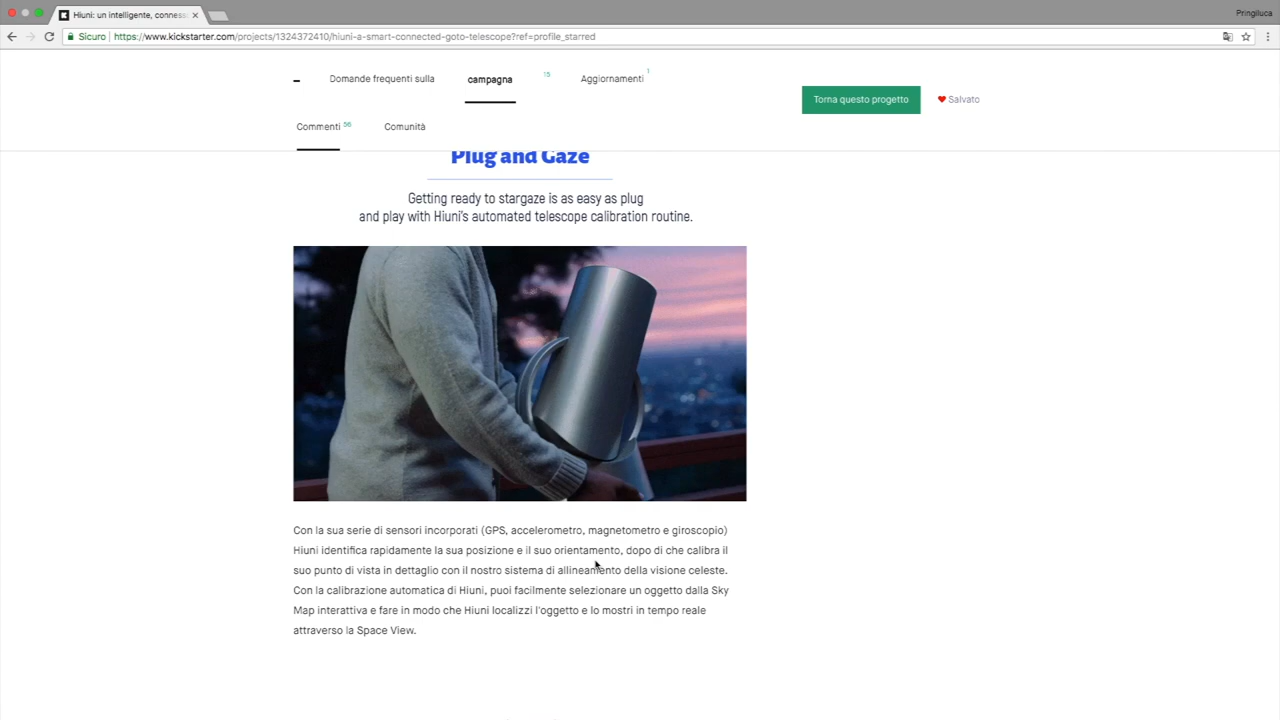 Hiuni: un intelligente, conness
Pringiluca
Sicuro
https://www.kickstarter.com/projects/1324372410/hiuni-a-smart-connected-goto-telescope?ref=profile_starred
Domande frequenti sulla campagna 15 Aggiornamenti 1
Torna questo progetto
Salvato
Commenti 56 Comunità
Plug and Gaze
Getting ready to stargaze is as easy as plug
and play with Hiuni's automated telescope calibration routine.
Con la sua serie di sensori incorporati (GPS, accelerometro, magnetometro e giroscopio)
Hiuni identifica rapidamente la sua posizione e il suo orientamento, dopo di che calibra il
suo punto di vista in dettaglio con il nostro sistema di allineamento della visione celeste.
Con la calibrazione automatica di Hiuni, puoi facilmente selezionare un oggetto dalla Sky
Map interattiva e fare in modo che Hiuni localizzi l'oggetto e lo mostri in tempo reale
attraverso la Space View.